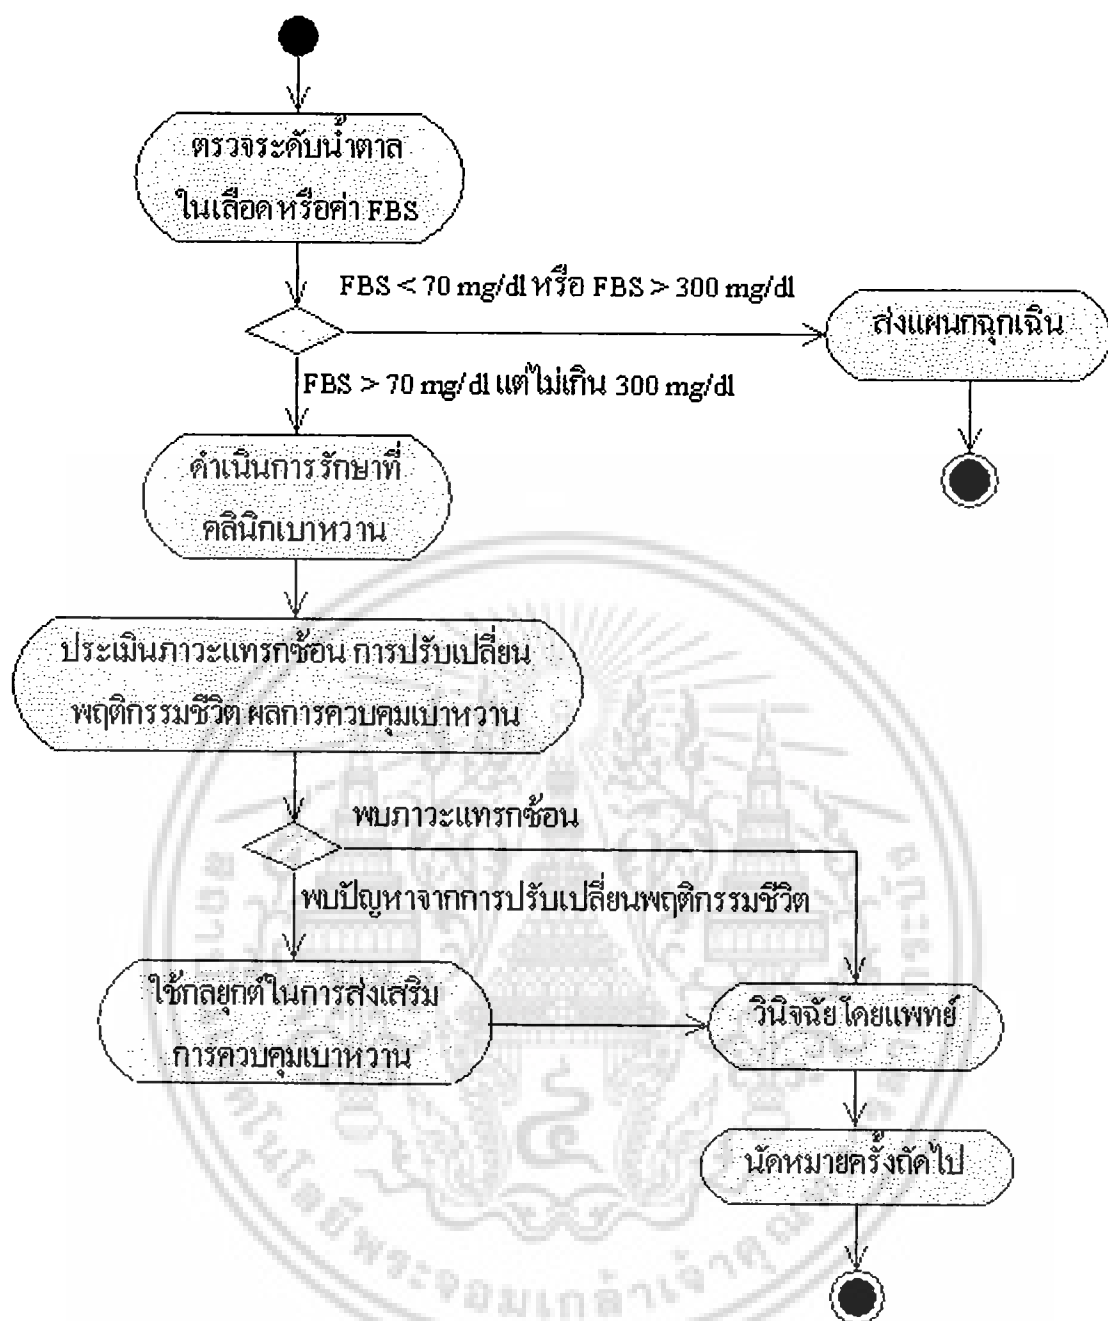 ตรวจระดับน้ำตาล
ในเลือด หรือค่า FBS
FBS < 70 mg/dl หรือ FBS > 300 mg/dl
ส่งแผนกฉุกเฉิน
FBS > 70 mg/dl แต่ไม่เกิน 300 mg/dl
ดำเนินการรักษาที่
คลินิกเบาหวาน
ประเมินภาวะแทรกซ้อน การปรับเปลี่ยน
พฤติกรรมชีวิต ผลการควบคุมเบาหวาน
พบภาวะแทรกซ้อน
พบปัญหาจากการปรับเปลี่ยนพฤติกรรมชีวิต
ใช้กลยุกต์ในการส่งเสริม
การควบคุมเบาหวาน
วินิจฉัยโดยแพทย์
นัดหมายครั้งถัดไป